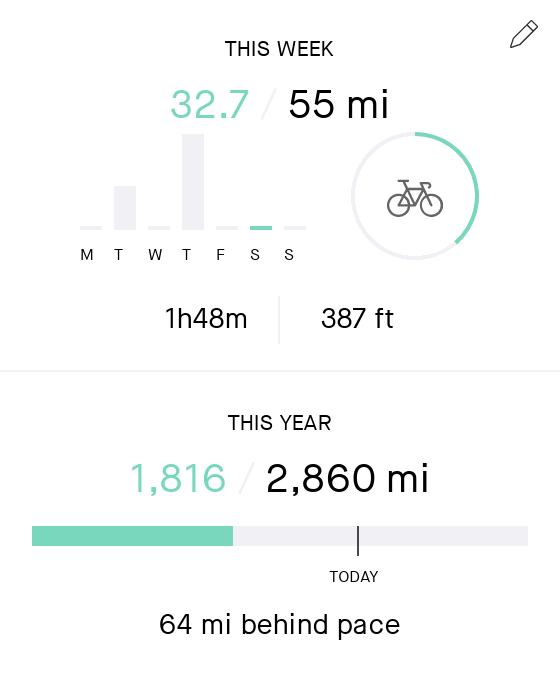 THIS WEEK
32.7 / 55 mi
M T W T F S S
1h48m 387 ft
THIS YEAR
1,816 / 2,860 mi
TODAY
64 mi behind pace